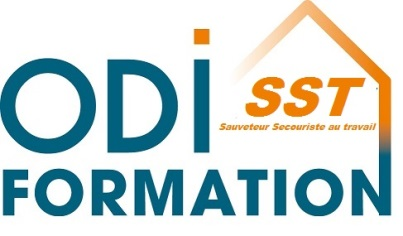 ODi
SST
Sauveteur Secouriste au travail
FORMATION